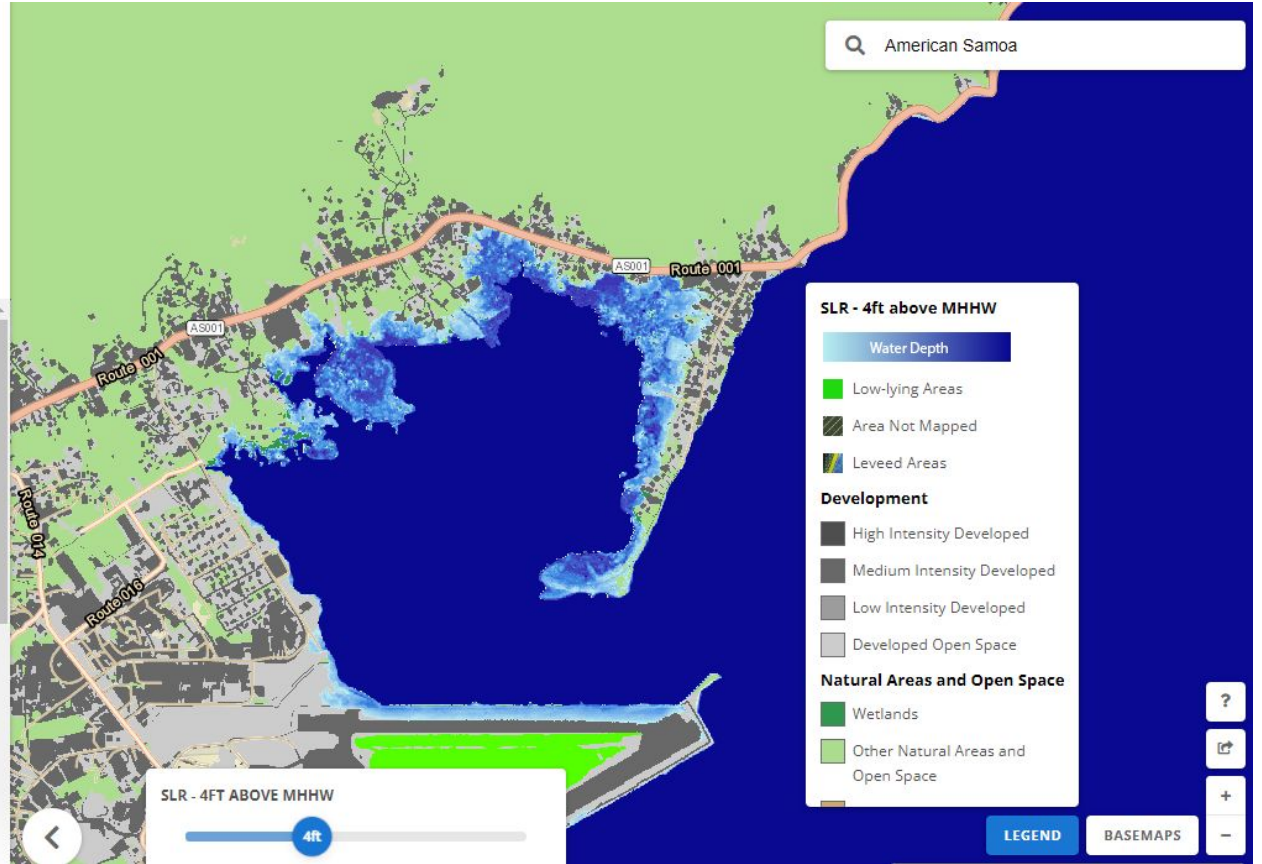 American Samoa
AS001
Route 001
AS001
Route 001
Route 014
Route 016
SLR - 4ft above MHHW
Water Depth
Low-lying Areas
Area Not Mapped
Leveed Areas
Development
High Intensity Developed
Medium Intensity Developed
Low Intensity Developed
Developed Open Space
Natural Areas and Open Space
Wetlands
Other Natural Areas and
Open Space
SLR - 4FT ABOVE MHHW
4ft
LEGEND
BASEMAPS
?
+
−